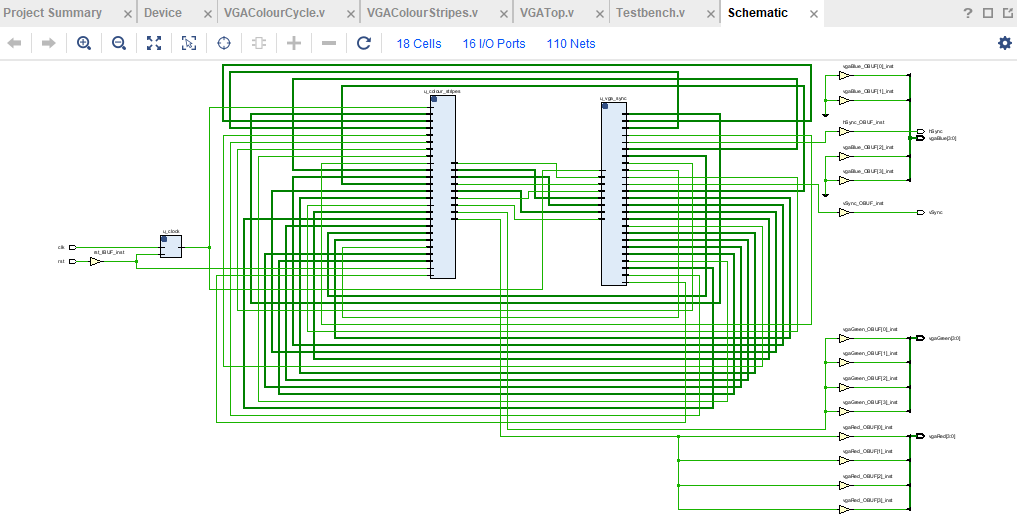 Project Summary × Device × VGAColourCycle.v × VGAColourStripes.v × VGATop.v × Testbench.v × Schematic ×
18 Cells 16 I/O Ports 110 Nets
vgaBlue_OBUF[0]_inst
u_colour_stripes
vgaBlue_OBUF[1]_inst
u_vga_sync
hSync_OBUF_inst
hSync
vgaBlue[3:0]
vgaBlue_OBUF[2]_inst
vgaBlue_OBUF[3]_inst
vSync_OBUF_inst
vSync
u_clock
clk
rst_IBUF_inst
rst
vgaGreen_OBUF[0]_inst
vgaGreen[3:0]
vgaGreen_OBUF[1]_inst
vgaGreen_OBUF[2]_inst
vgaGreen_OBUF[3]_inst
vgaRed_OBUF[0]_inst
vgaRed[3:0]
vgaRed_OBUF[1]_inst
vgaRed_OBUF[2]_inst
vgaRed_OBUF[3]_inst